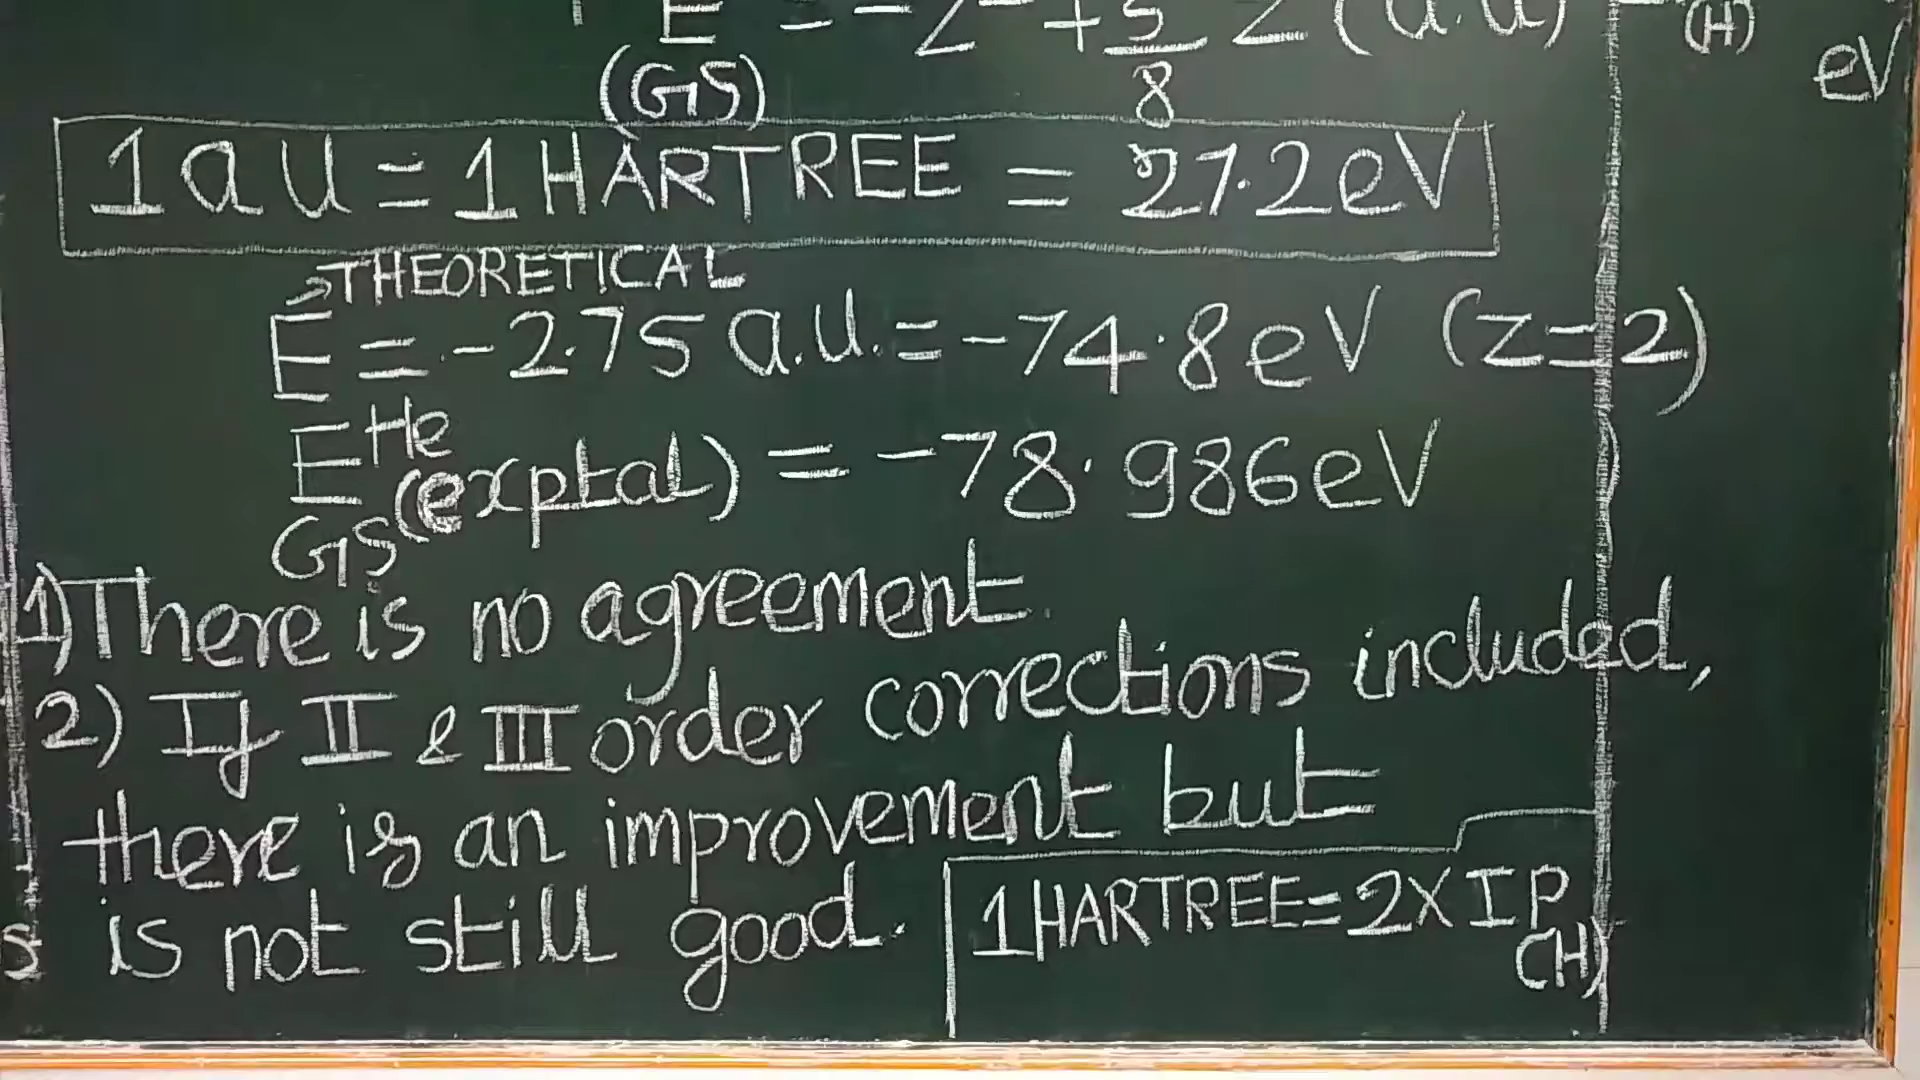 E = -Z² + 5/8 Z (a.u)
(GS)
(H)
eV
1 a u = 1 HARTREE = 27.2 eV
→THEORETICAL
E = -2.75 a.u. = -74.8 eV (z=2)
E He GS (exptal) = -78.986 eV
1) There is no agreement.
2) If II & III order corrections included,
there is an improvement but
is not still good.
1 HARTREE = 2 X IP (H)